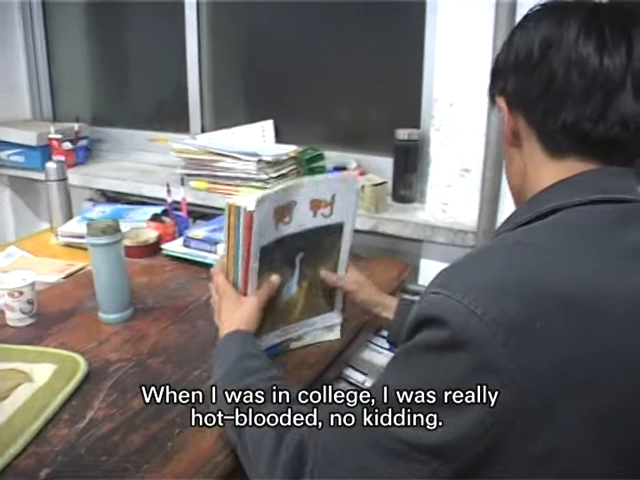 When I was in college, I was really
hot-blooded, no kidding.